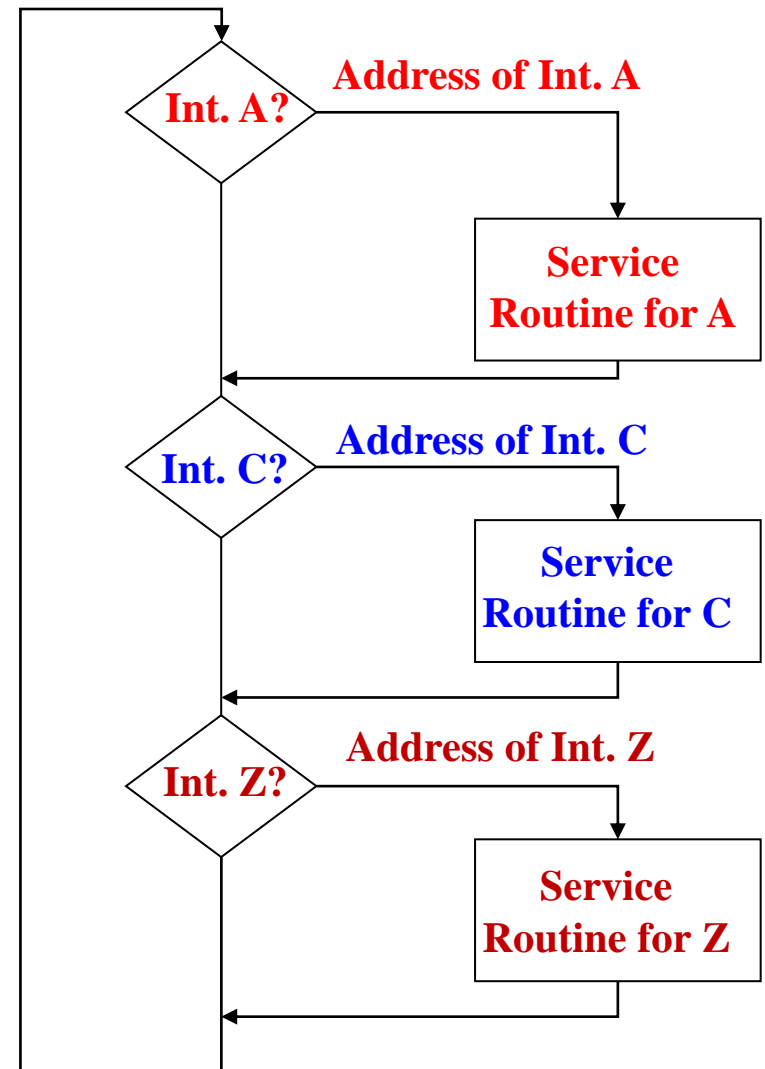 Address of Int. A
Int. A?
Service
Routine for A
Address of Int. C
Int. C?
Service
Routine for C
Address of Int. Z
Int. Z?
Service
Routine for Z